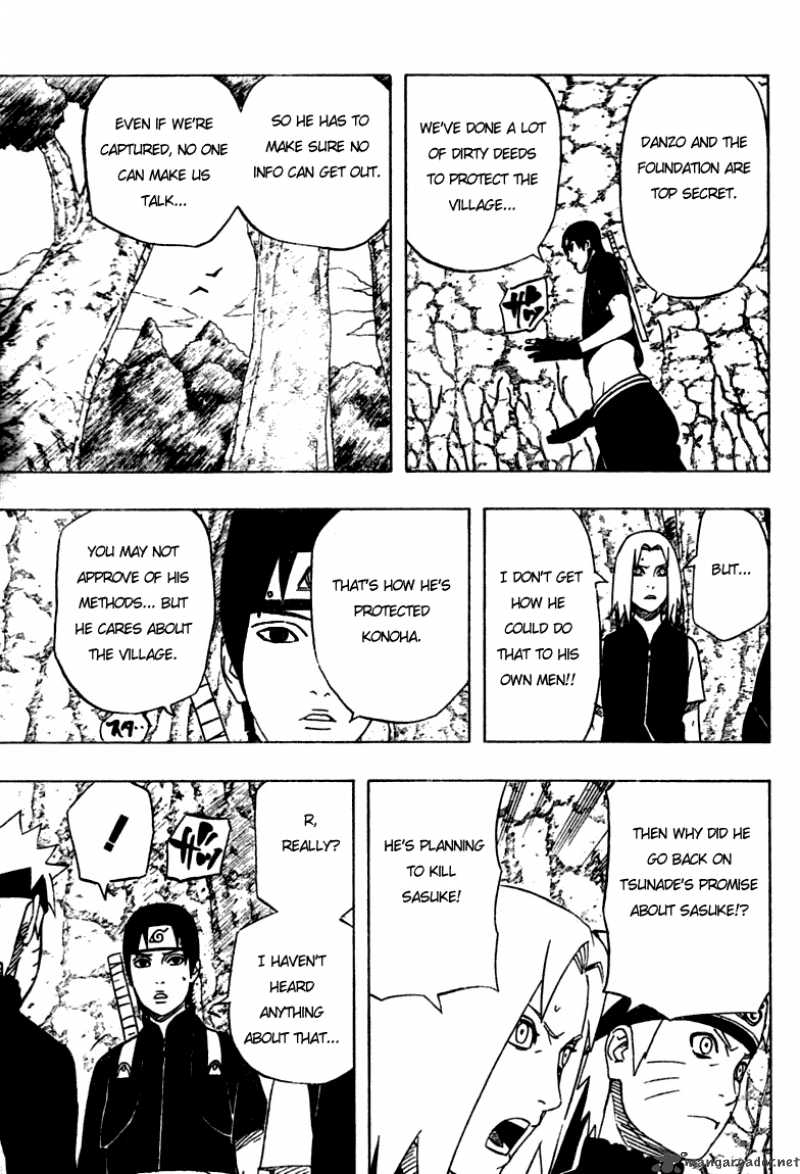 DANZO AND THE
FOUNDATION ARE
TOP SECRET.
WE'VE DONE A LOT
OF DIRTY DEEDS
TO PROTECT THE
VILLAGE...
SO HE HAS TO
MAKE SURE NO
INFO CAN GET OUT.
EVEN IF WE'RE
CAPTURED, NO ONE
CAN MAKE US
TALK...
BUT...
I DON'T GET
HOW HE
COULD DO
THAT TO HIS
OWN MEN!!
THAT'S HOW HE'S
PROTECTED
KONOHA.
YOU MAY NOT
APPROVE OF HIS
METHODS... BUT
HE CARES ABOUT
THE VILLAGE.
THEN WHY DID HE
GO BACK ON
TSUNADE'S PROMISE
ABOUT SASUKE!?
HE'S PLANNING
TO KILL
SASUKE!
R,
REALLY?
I HAVEN'T
HEARD
ANYTHING
ABOUT THAT...
!
mangareader.net